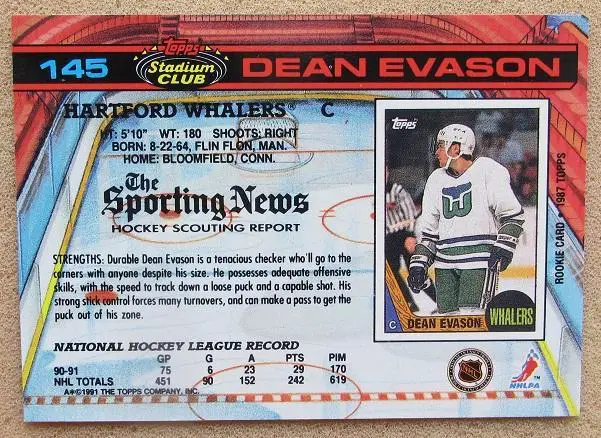 145
Topps
Stadium
CLUB
DEAN EVASON
HARTFORD WHALERS® C
HT: 5'10" WT: 180 SHOOTS: RIGHT
BORN: 8-22-64, FLIN FLON, MAN.
HOME: BLOOMFIELD, CONN.
The
Sporting News
HOCKEY SCOUTING REPORT
STRENGTHS: Durable Dean Evason is a tenacious checker who'll go to the
corners with anyone despite his size. He possesses adequate offensive
skills, with the speed to track down a loose puck and a capable shot. His
strong stick control forces many turnovers, and can make a pass to get the
puck out of his zone.
Topps
C DEAN EVASON WHALERS
ROOKIE CARD • 1987 TOPPS
NATIONAL HOCKEY LEAGUE RECORD
GP G A PTS PIM
90-91 75 6 23 29 170
NHL TOTALS 451 90 152 242 619
A*©1991 THE TOPPS COMPANY, INC.
NHL
NHLPA